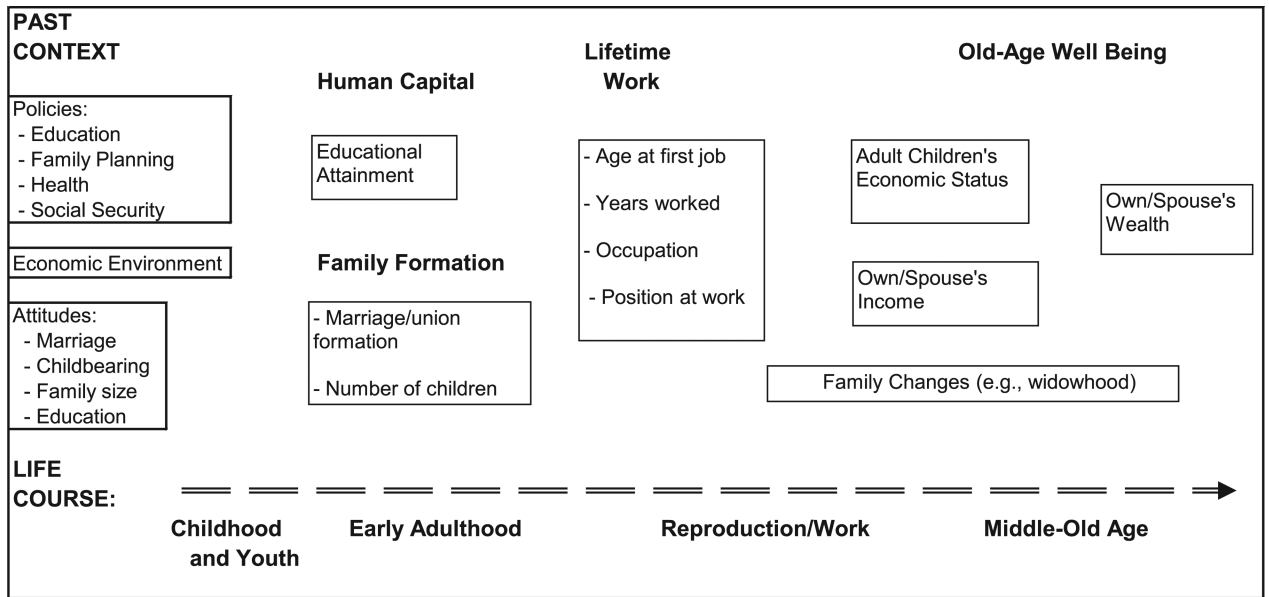 PAST
CONTEXT
Policies:
- Education
- Family Planning
- Health
- Social Security
Economic Environment
Attitudes:
- Marriage
- Childbearing
- Family size
- Education
Human Capital
Educational
Attainment
Family Formation
- Marriage/union
formation
- Number of children
Lifetime
Work
- Age at first job
- Years worked
- Occupation
- Position at work
Old-Age Well Being
Adult Children's
Economic Status
Own/Spouse's
Income
Own/Spouse's
Wealth
Family Changes (e.g., widowhood)
LIFE
COURSE:
Childhood
and Youth
Early Adulthood
Reproduction/Work
Middle-Old Age